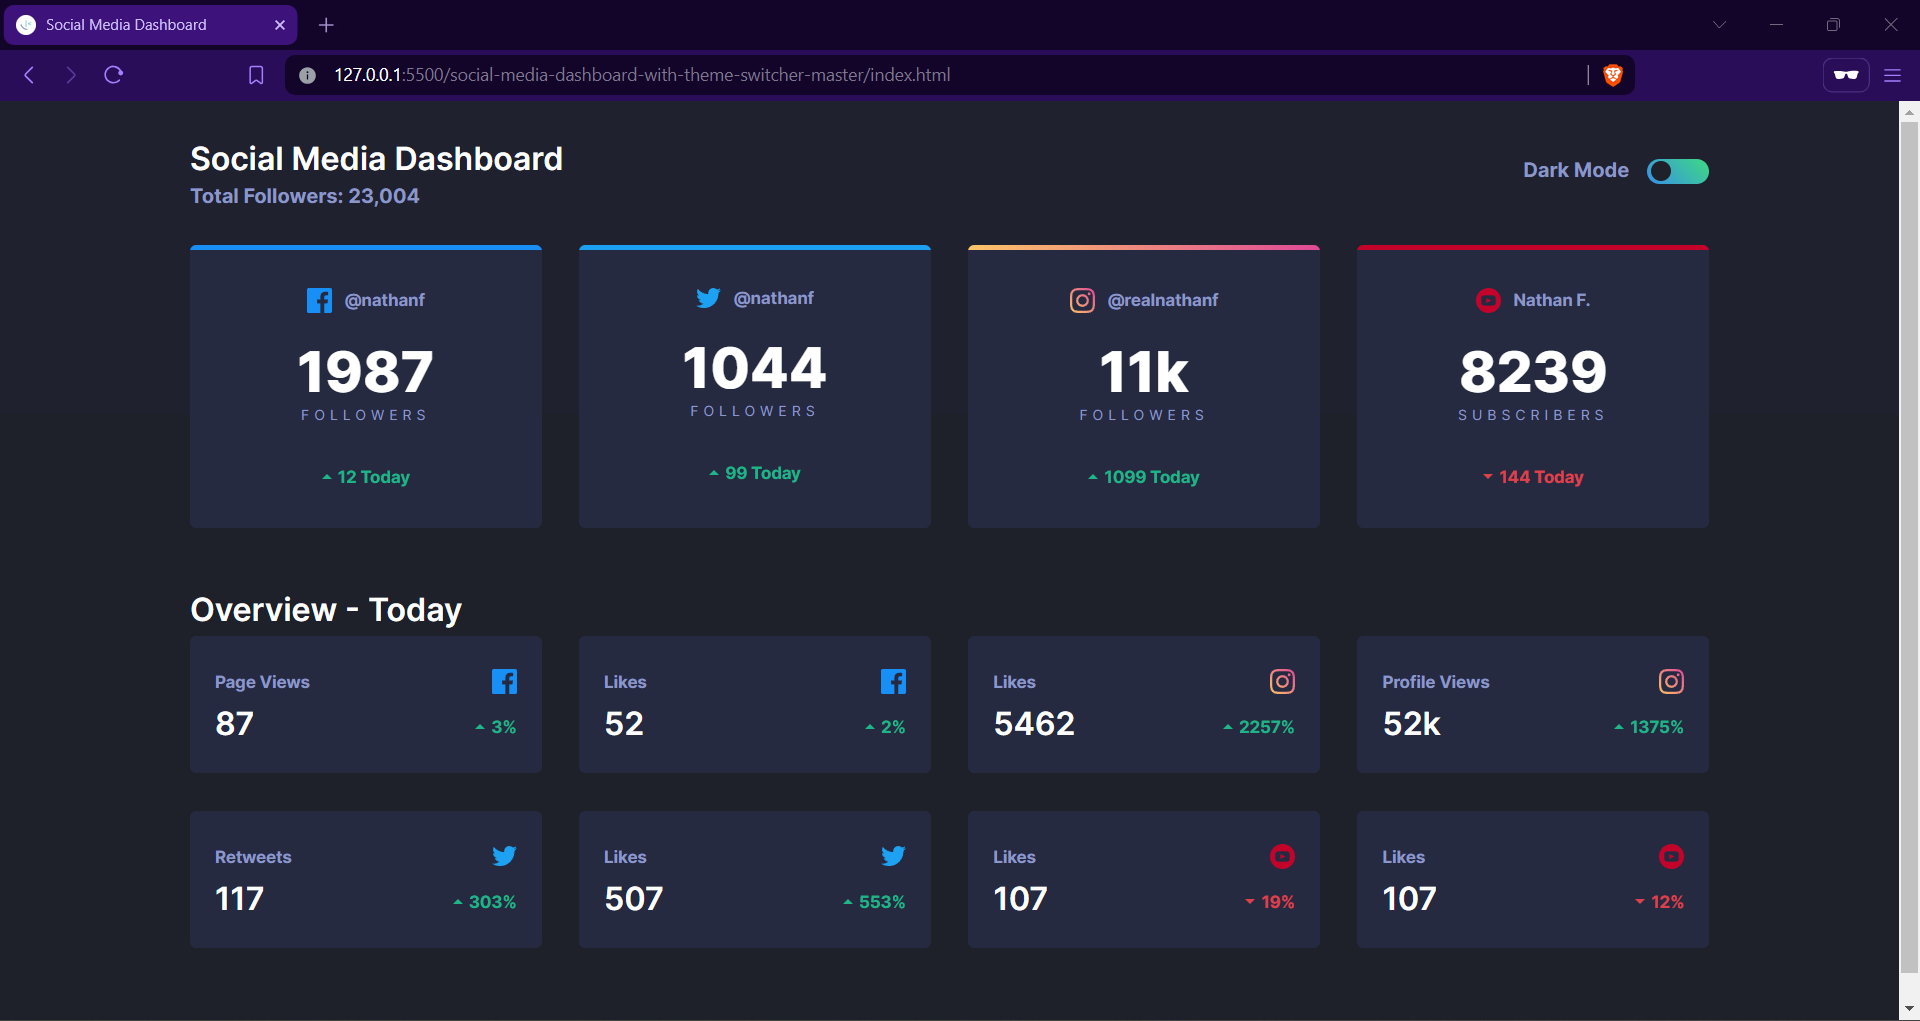 Social Media Dashboard
127.0.0.1:5500/social-media-dashboard-with-theme-switcher-master/index.html
Social Media Dashboard
Total Followers: 23,004
Dark Mode
@nathanf
1987
FOLLOWERS
12 Today
@nathanf
1044
FOLLOWERS
99 Today
@realnathanf
11k
FOLLOWERS
1099 Today
Nathan F.
8239
SUBSCRIBERS
144 Today
Overview - Today
Page Views
87
3%
Likes
52
2%
Likes
5462
2257%
Profile Views
52k
1375%
Retweets
117
303%
Likes
507
553%
Likes
107
19%
Likes
107
12%